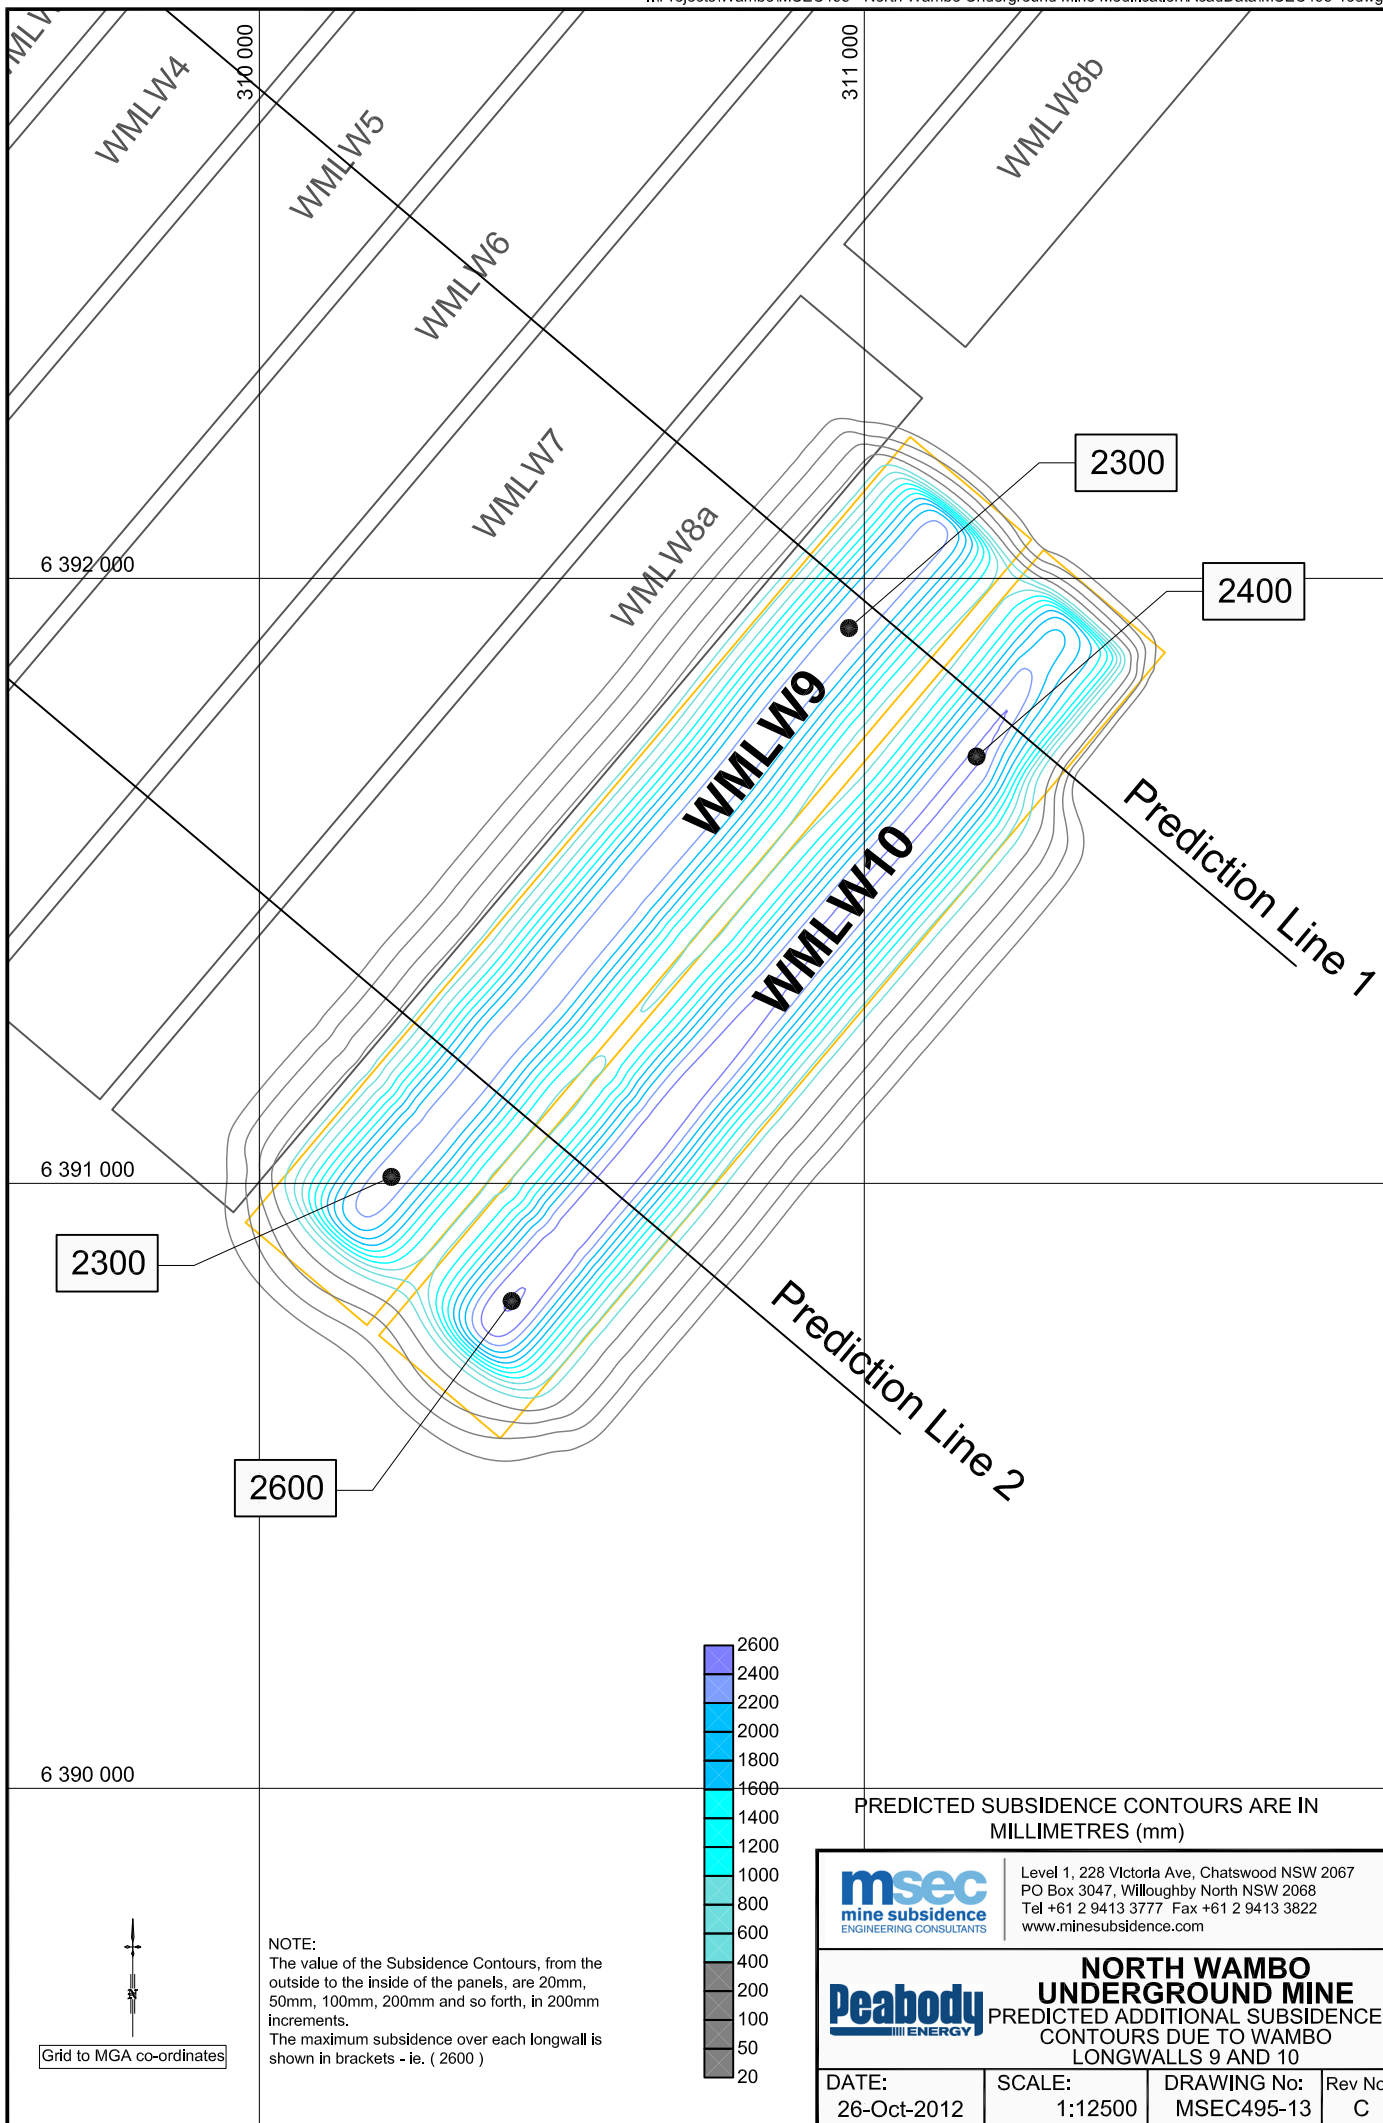 310 000
311 000
WMLW4
WMLW5
WMLW6
WMLW7
WMLW8a
WMLW8b
2300
2400
6 392 000
WMLW9
WMLW10
Prediction Line 1
6 391 000
2300
2600
Prediction Line 2
6 390 000
2600
2400
2200
2000
1800
1600
1400
1200
1000
800
600
400
200
100
50
20
N
Grid to MGA co-ordinates
NOTE:
The value of the Subsidence Contours, from the
outside to the inside of the panels, are 20mm,
50mm, 100mm, 200mm and so forth, in 200mm
increments.
The maximum subsidence over each longwall is
shown in brackets - ie. ( 2600 )
PREDICTED SUBSIDENCE CONTOURS ARE IN
MILLIMETRES (mm)
msec
mine subsidence
ENGINEERING CONSULTANTS
Level 1, 228 Victoria Ave, Chatswood NSW 2067
PO Box 3047, Willoughby North NSW 2068
Tel +61 2 9413 3777 Fax +61 2 9413 3822
www.minesubsidence.com
Peabody
ENERGY
NORTH WAMBO
UNDERGROUND MINE
PREDICTED ADDITIONAL SUBSIDENCE
CONTOURS DUE TO WAMBO
LONGWALLS 9 AND 10
DATE:
26-Oct-2012
SCALE:
1:12500
DRAWING No:
MSEC495-13
Rev No
C